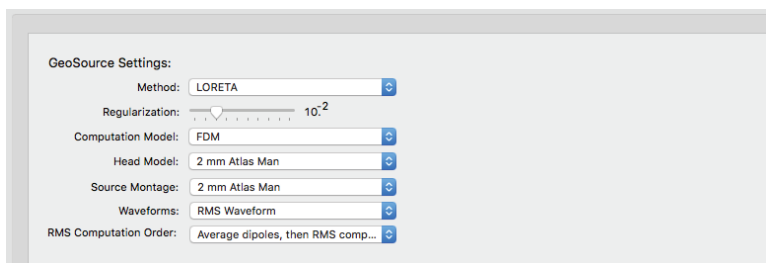 GeoSource Settings:
Method: LORETA
Regularization: 10.-2
Computation Model: FDM
Head Model: 2 mm Atlas Man
Source Montage: 2 mm Atlas Man
Waveforms: RMS Waveform
RMS Computation Order: Average dipoles, then RMS comp...